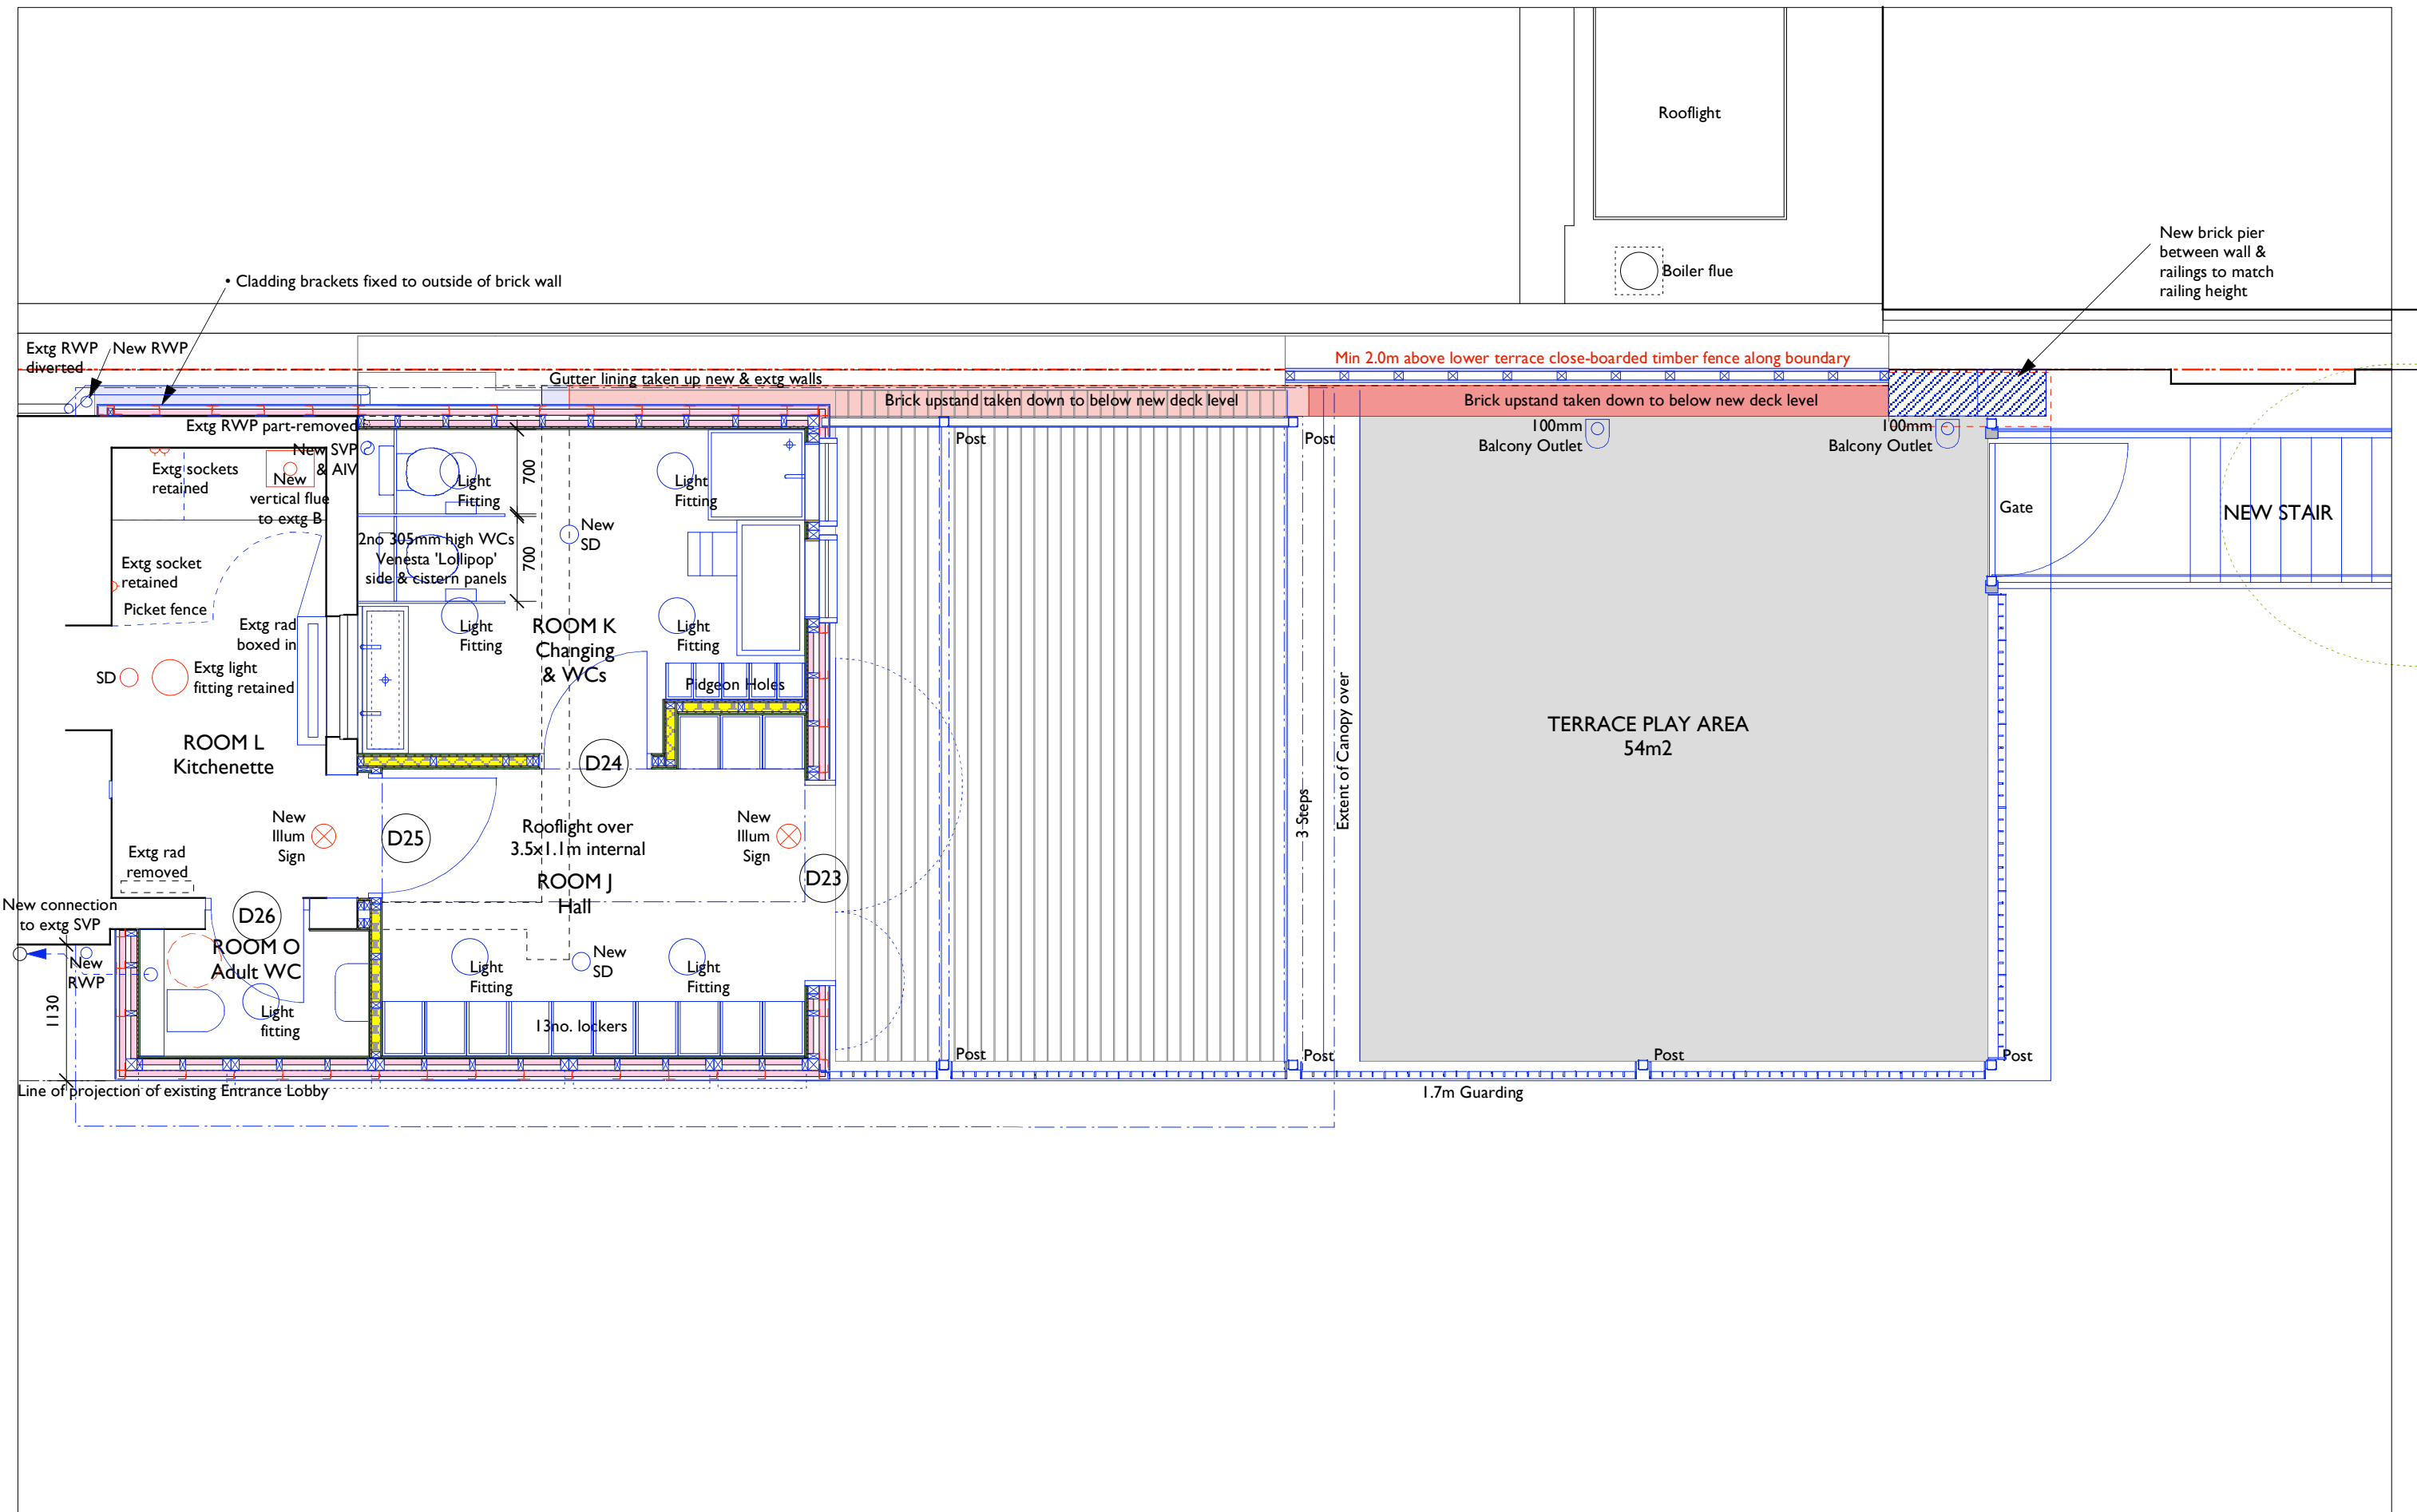 Rooflight
New brick pier
between wall &
railings to match
railing height
Boiler flue
• Cladding brackets fixed to outside of brick wall
Extg RWP
diverted
New RWP
Min 2.0m above lower terrace close-boarded timber fence along boundary
Gutter lining taken up new & extg walls
Brick upstand taken down to below new deck level
Brick upstand taken down to below new deck level
Extg RWP part-removed
New SVP
& AIV
Extg sockets
retained
New
vertical flue
to extg B
Light
Fitting
700
Light
Fitting
Post
Post
100mm
Balcony Outlet
100mm
Balcony Outlet
Gate
NEW STAIR
New
SD
2no 305mm high WCs
Venesta 'Lollipop'
side & cistern panels
700
Extg socket
retained
Picket fence
Extg rad
boxed in
Light
Fitting
ROOM K
Changing
& WCs
Light
Fitting
SD
Extg light
fitting retained
Pidgeon Holes
Extent of Canopy over
3 Steps
TERRACE PLAY AREA
54m2
ROOM L
Kitchenette
D24
New
Illum
Sign
D25
Rooflight over
3.5x1.1m internal
New
Illum
Sign
Extg rad
removed
ROOM J
Hall
D23
New connection
to extg SVP
D26
ROOM O
Adult WC
New
RWP
1130
Light
fitting
Light
Fitting
New
SD
Light
Fitting
13no. lockers
Post
Post
Post
Post
Line of projection of existing Entrance Lobby
1.7m Guarding